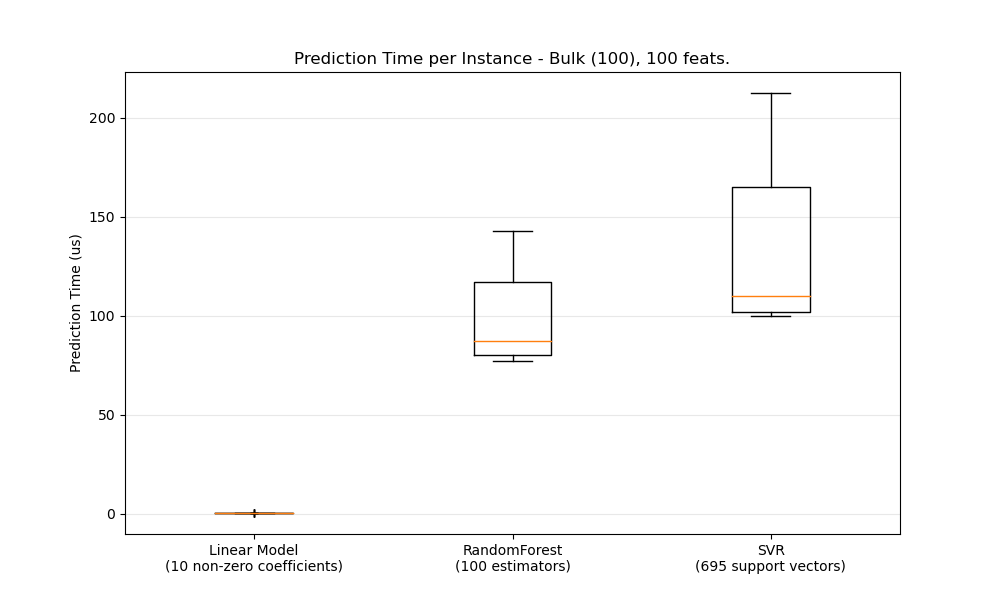 Prediction Time per Instance - Bulk (100), 100 feats.
Prediction Time (us)
200
150
100
50
0
Linear Model
(10 non-zero coefficients)
RandomForest
(100 estimators)
SVR
(695 support vectors)